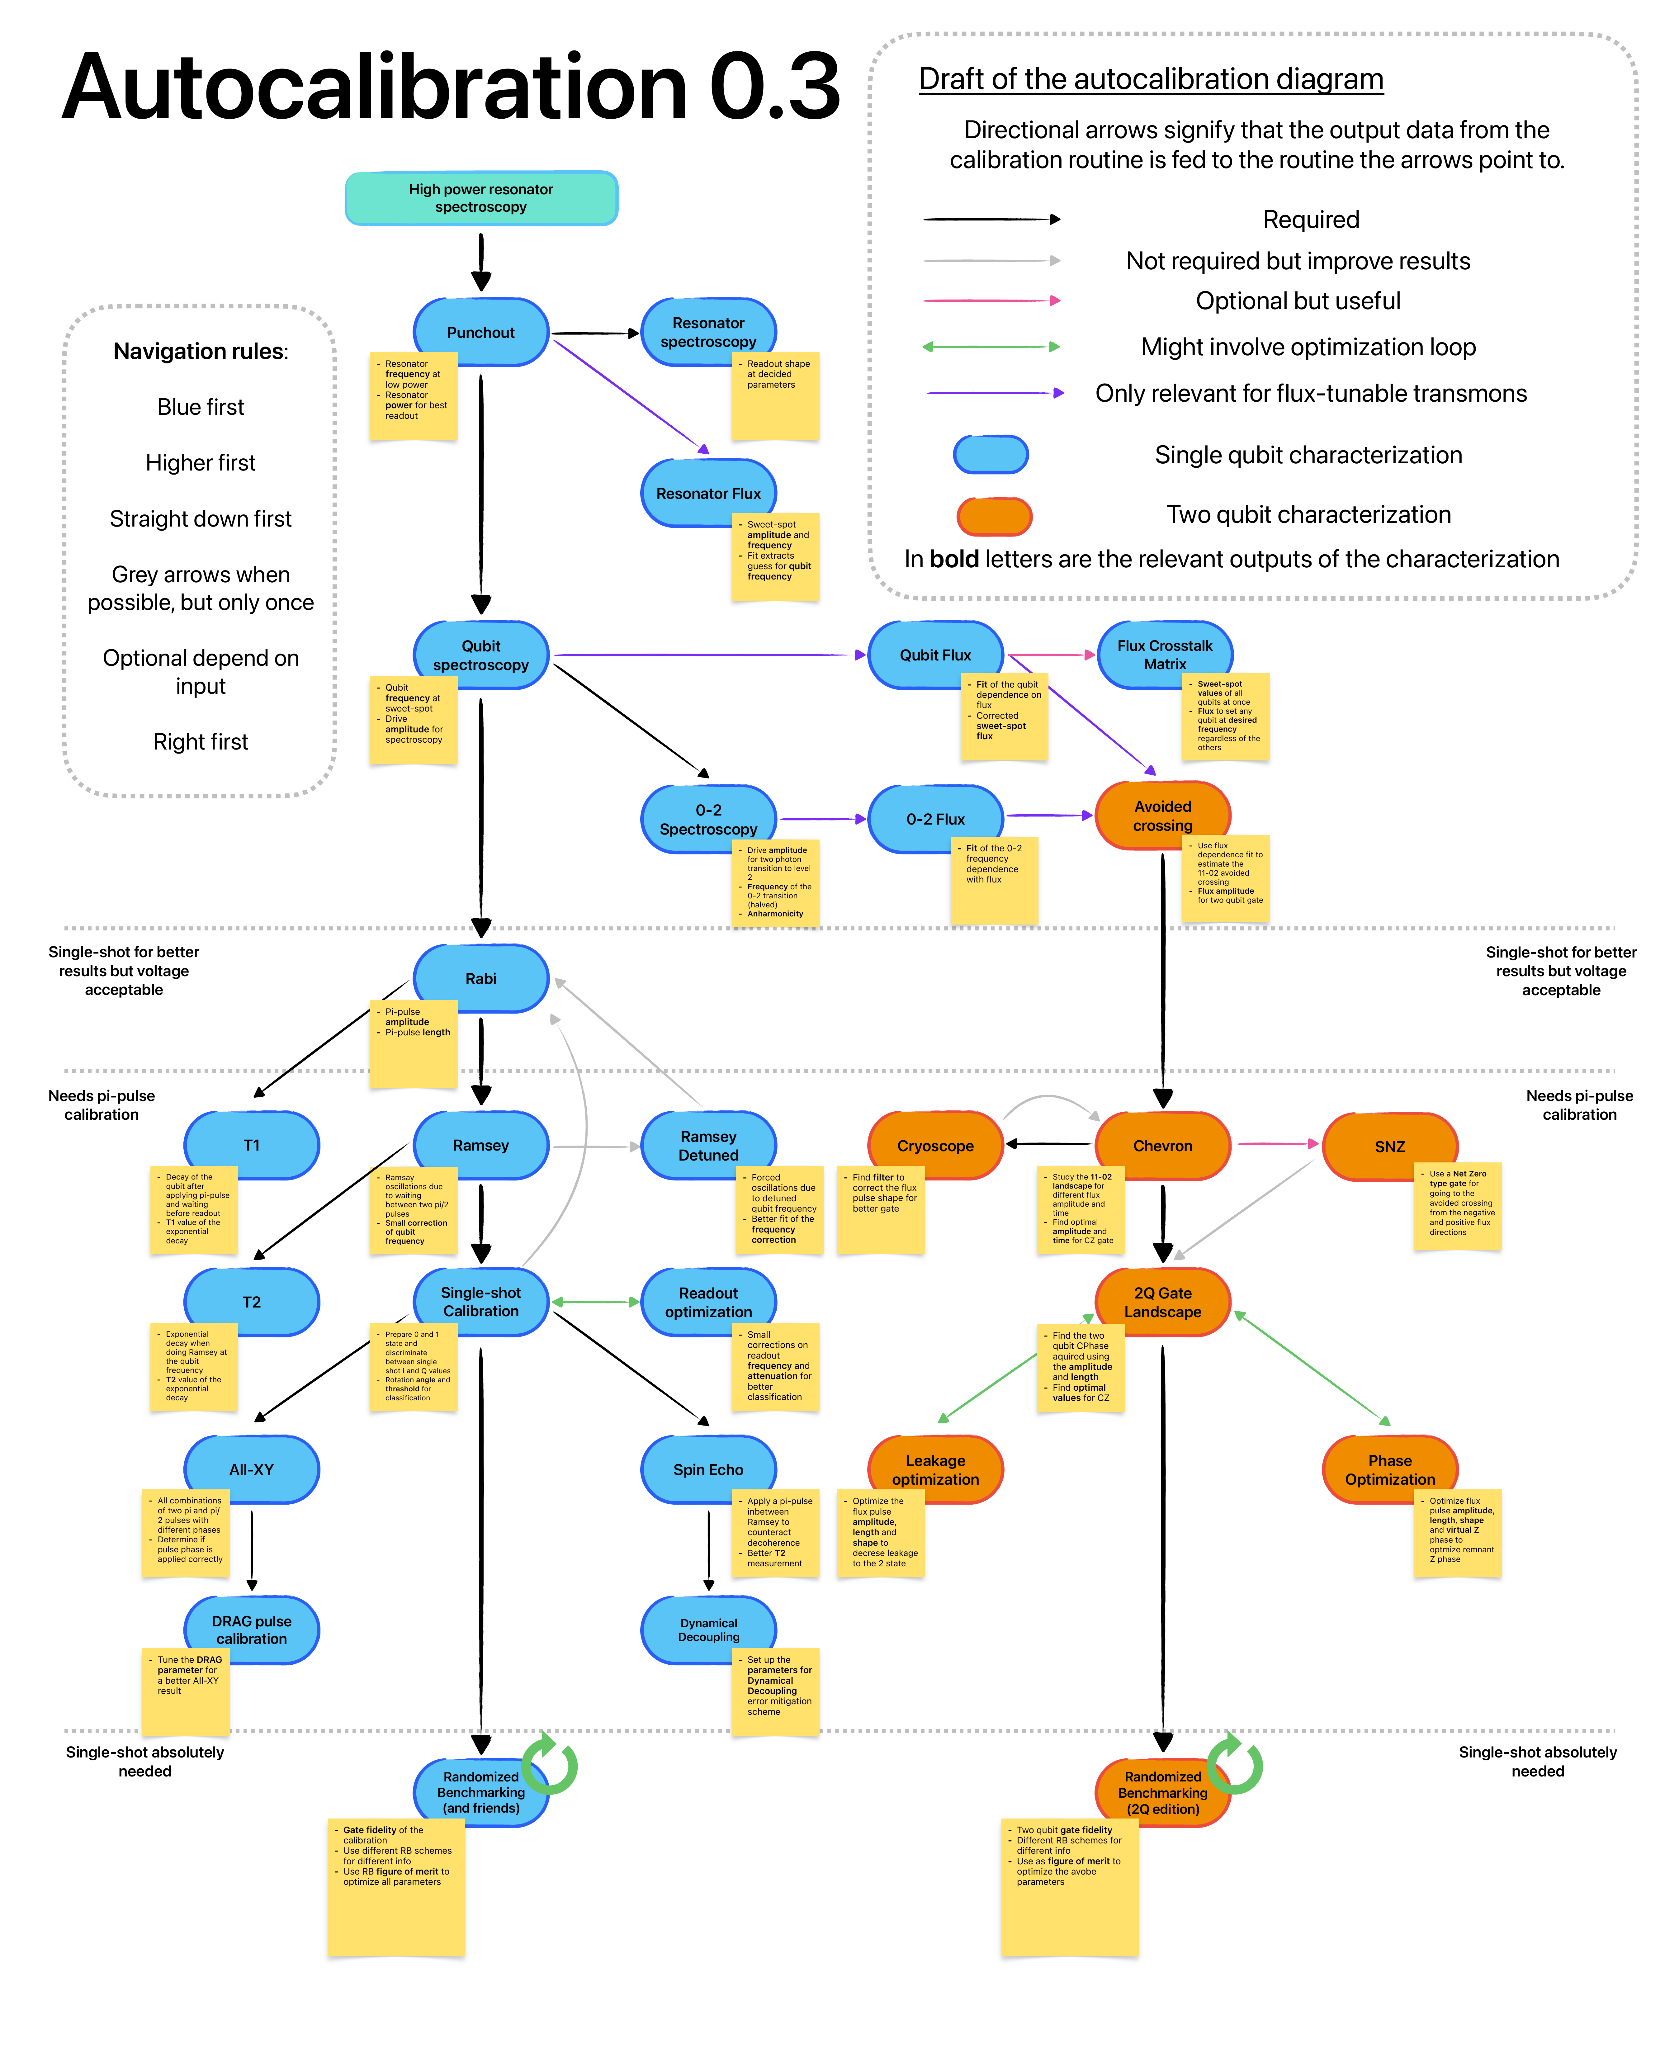 Autocalibration 0.3
Draft of the autocalibration diagram
Directional arrows signify that the output data from the
calibration routine is fed to the routine the arrows point to.
Required
Not required but improve results
Optional but useful
Might involve optimization loop
Only relevant for flux-tunable transmons
Single qubit characterization
Two qubit characterization
In bold letters are the relevant outputs of the characterization
Navigation rules:
Blue first
Higher first
Straight down first
Grey arrows when
possible, but only once
Optional depend on
input
Right first
High power resonator
spectroscopy
Punchout
- Resonator
frequency at
low power
- Resonator
power for best
readout
Resonator
spectroscopy
- Readout shape
at decided
parameters
Resonator Flux
- Sweet-spot
amplitude and
frequency
- Fit extracts
guess for qubit
frequency
Qubit
spectroscopy
- Qubit
frequency at
sweet-spot
- Drive
amplitude for
spectroscopy
Qubit Flux
- Fit of the qubit
dependence on
flux
- Corrected
sweet-spot
flux
Flux Crosstalk
Matrix
- Sweet-spot
values of all
qubits at once
- Flux to set any
qubit at desired
frequency
regardless of the
others
0-2
Spectroscopy
- Drive amplitude
for two photon
transition to level
2
- Frequency of the
0-2 transition
(halved)
- Anharmonicity
0-2 Flux
- Fit of the 0-2
frequency
dependence
with flux
Avoided
crossing
- Use flux
dependence fit to
estimate the
11-02 avoided
crossing
- Flux amplitude
for two qubit gate
Single-shot for better
results but voltage
acceptable
Single-shot for better
results but voltage
acceptable
Rabi
- Pi-pulse
amplitude
- Pi-pulse length
Needs pi-pulse
calibration
Needs pi-pulse
calibration
T1
- Decay of the
qubit after
applying pi-pulse
and waiting
before readout
- T1 value of the
exponential
decay
Ramsey
- Ramsay
oscillations due
to waiting
between two pi/2
pulses
- Small correction
of qubit
frequency
Ramsey
Detuned
- Forced
oscillations due
to detuned
qubit frequency
- Better fit of the
frequency
correction
Cryoscope
- Find filter to
correct the flux
pulse shape for
better gate
Chevron
- Study the 11-02
landscape for
different flux
amplitude and
time
- Find optimal
amplitude and
time for CZ gate
SNZ
- Use a Net Zero
type gate for
going to the
avoided crossing
from the negative
and positive flux
directions
T2
- Exponential
decay when
doing Ramsey at
the qubit
frequency
- T2 value of the
exponential
decay
Single-shot
Calibration
- Prepare 0 and 1
state and
discriminate
between single
shot I and Q values
- Rotation angle and
threshold for
classification
Readout
optimization
- Small
corrections on
readout
frequency and
attenuation for
better
classification
2Q Gate
Landscape
- Find the two
qubit CPhase
aquired using
the amplitude
and length
- Find optimal
values for CZ
All-XY
- All combinations
of two pi and pi/
2 pulses with
different phases
- Determine if
pulse phase is
applied correctly
Spin Echo
- Apply a pi-pulse
inbetween
Ramsey to
counteract
decoherence
- Better T2
measurement
Leakage
optimization
- Optimize the
flux pulse
amplitude,
length and
shape to
decrese leakage
to the 2 state
Phase
Optimization
- Optimize flux
pulse amplitude,
length, shape
and virtual Z
phase to
optmize remnant
Z phase
DRAG pulse
calibration
- Tune the DRAG
parameter for
a better All-XY
result
Dynamical
Decoupling
- Set up the
parameters for
Dynamical
Decoupling
error mitigation
scheme
Single-shot absolutely
needed
Single-shot absolutely
needed
Randomized
Benchmarking
(and friends)
- Gate fidelity of the
calibration
- Use different RB schemes
for different info
- Use RB figure of merit to
optimize all parameters
Randomized
Benchmarking
(2Q edition)
- Two qubit gate fidelity
- Different RB schemes for
different info
- Use as figure of merit to
optimize the avobe
parameters